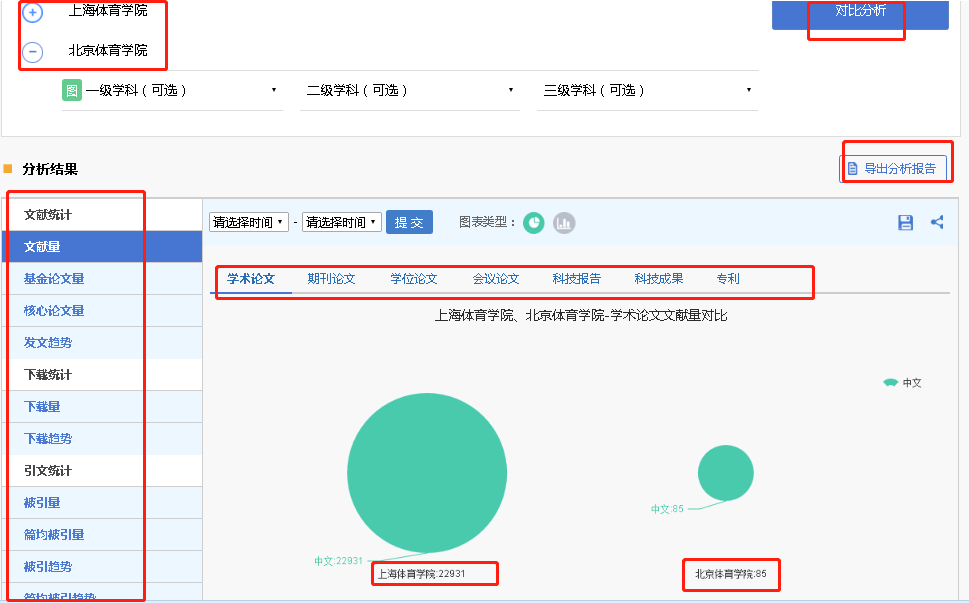 上海体育学院
对比分析
北京体育学院
图 一级学科（可选） 二级学科（可选） 三级学科（可选）
分析结果
导出分析报告
文献统计
文献量
基金论文量
核心论文量
发文趋势
下载统计
下载量
下载趋势
引文统计
被引量
篇均被引量
被引趋势
篇均被引趋势
请选择时间 - 请选择时间 提交 图表类型：
学术论文 期刊论文 学位论文 会议论文 科技报告 科技成果 专利
上海体育学院、北京体育学院-学术论文文献量对比
中文
中文:85
中文:22931
上海体育学院:22931
北京体育学院:85